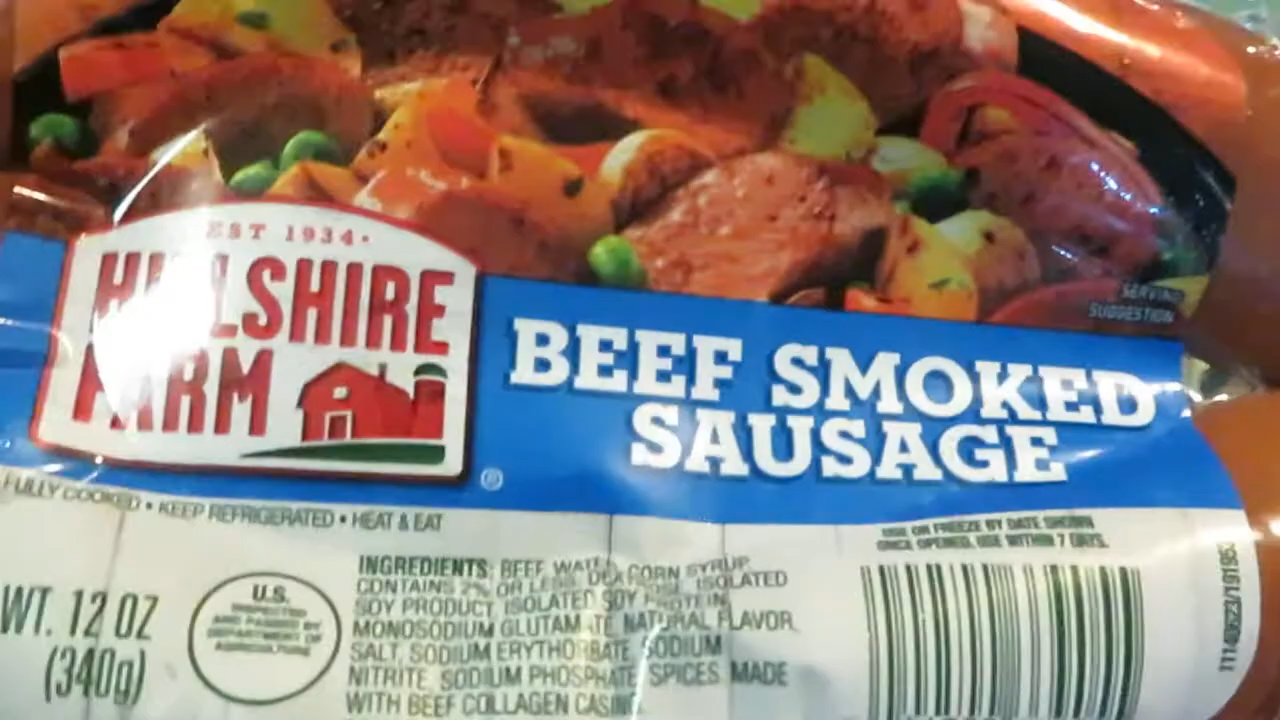 EST 1934
HILLSHIRE
FARM
SERVING
SUGGESTION
BEEF SMOKED
SAUSAGE
®
FULLY COOKED • KEEP REFRIGERATED • HEAT & EAT
USE OR FREEZE BY DATE SHOWN
ONCE OPENED, USE WITHIN 7 DAYS.
WT. 12 OZ
(340g)
U.S.
INSPECTED
AND PASSED BY
DEPARTMENT OF
AGRICULTURE
INGREDIENTS: BEEF, WATER, CORN SYRUP,
CONTAINS 2% OR LESS: DEXTROSE, ISOLATED
SOY PRODUCT, ISOLATED SOY PROTEIN,
MONOSODIUM GLUTAMATE, NATURAL FLAVOR,
SALT, SODIUM ERYTHORBATE, SODIUM
NITRITE, SODIUM PHOSPHATE, SPICES. MADE
WITH BEEF COLLAGEN CASING